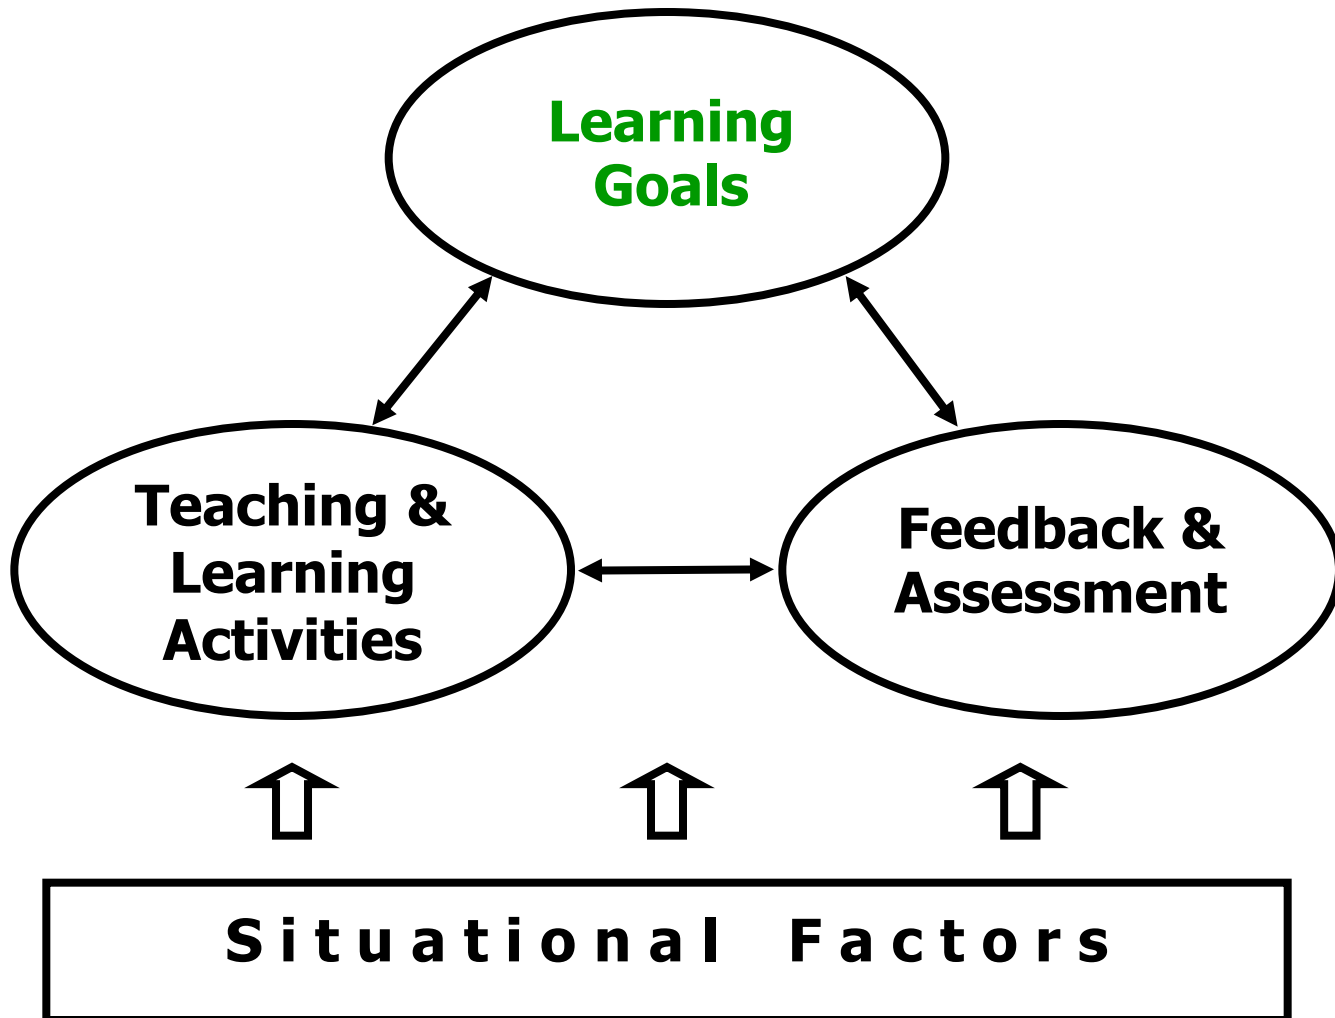 Learning
Goals
Teaching &
Learning
Activities
Feedback &
Assessment
Situational Factors